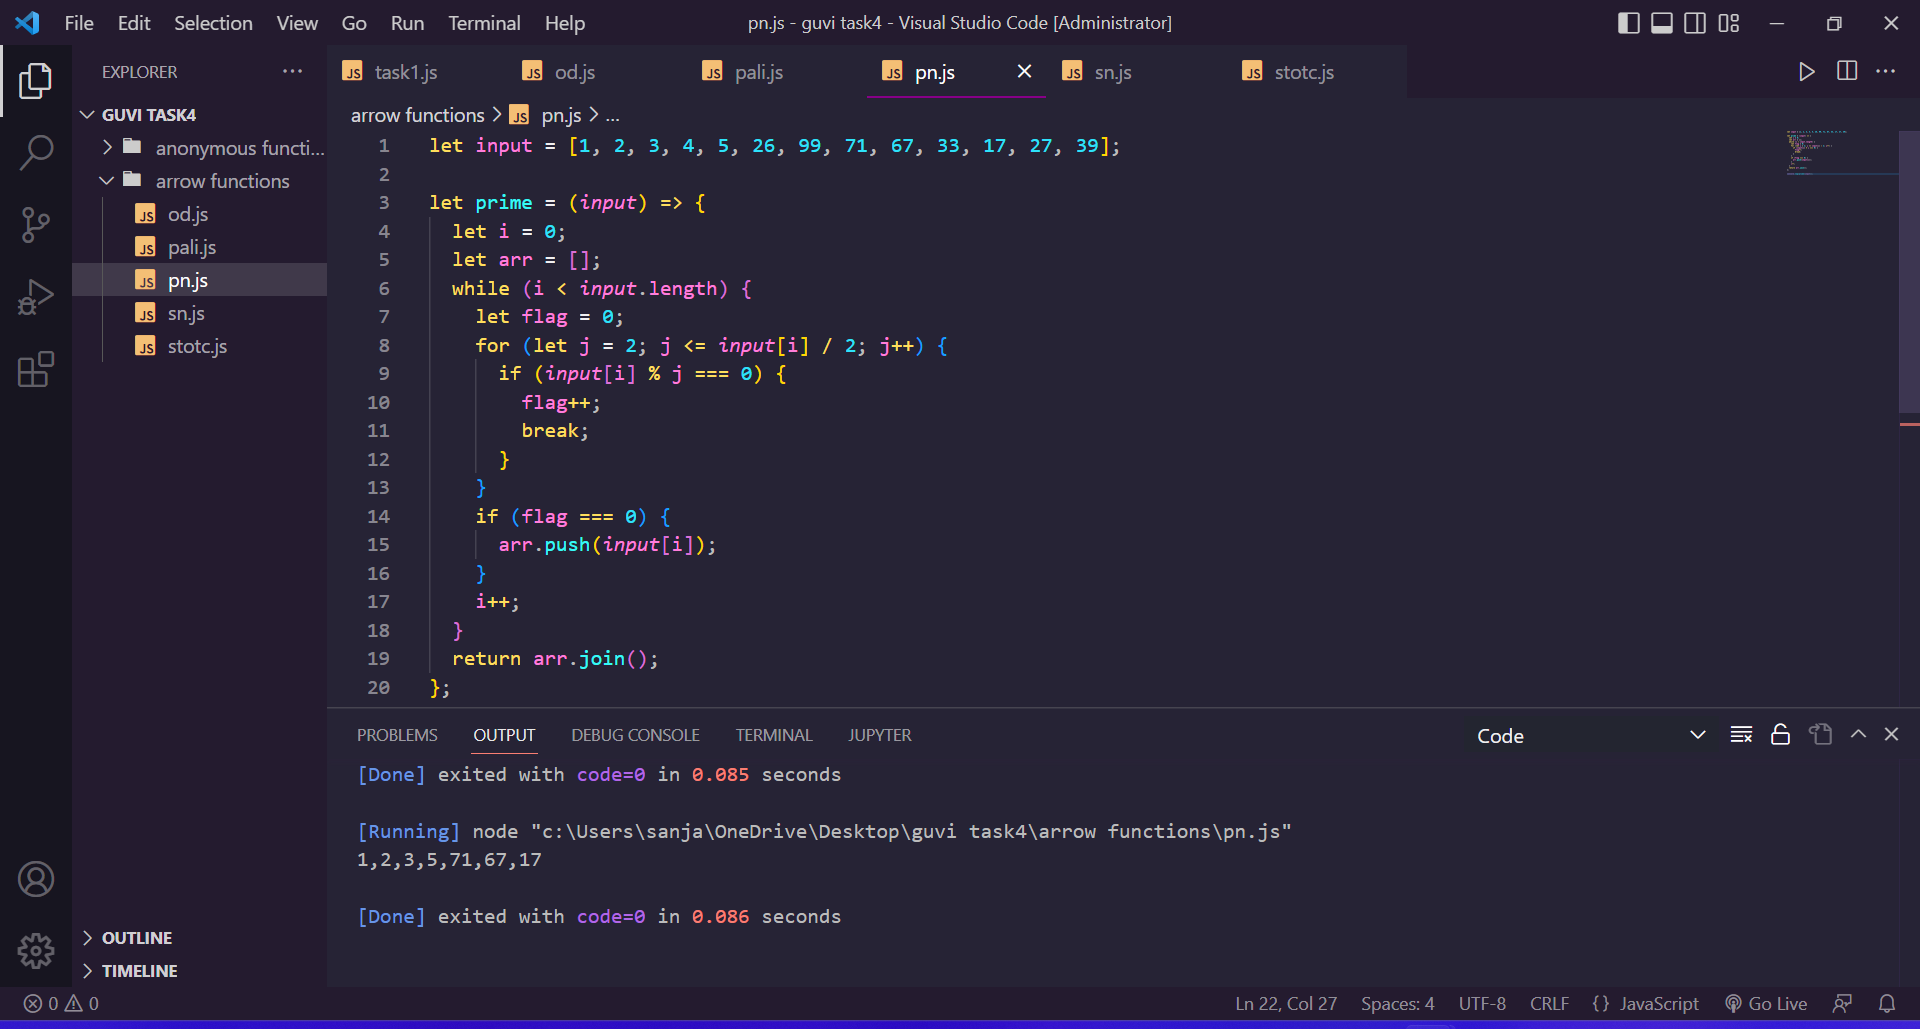 File Edit Selection View Go Run Terminal Help pn.js - guvi task4 - Visual Studio Code [Administrator]
EXPLORER
GUVI TASK4
anonymous functi...
arrow functions
JS od.js
JS pali.js
JS pn.js
JS sn.js
JS stotc.js
OUTLINE
TIMELINE
JS task1.js JS od.js JS pali.js JS pn.js JS sn.js JS stotc.js
arrow functions > JS pn.js > ...
1 let input = [1, 2, 3, 4, 5, 26, 99, 71, 67, 33, 17, 27, 39];
2
3 let prime = (input) => {
4 let i = 0;
5 let arr = [];
6 while (i < input.length) {
7 let flag = 0;
8 for (let j = 2; j <= input[i] / 2; j++) {
9 if (input[i] % j === 0) {
10 flag++;
11 break;
12 }
13 }
14 if (flag === 0) {
15 arr.push(input[i]);
16 }
17 i++;
18 }
19 return arr.join();
20 };
PROBLEMS OUTPUT DEBUG CONSOLE TERMINAL JUPYTER Code
[Done] exited with code=0 in 0.085 seconds
[Running] node "c:\Users\sanja\OneDrive\Desktop\guvi task4\arrow functions\pn.js"
1,2,3,5,71,67,17
[Done] exited with code=0 in 0.086 seconds
0 0 Ln 22, Col 27 Spaces: 4 UTF-8 CRLF {} JavaScript Go Live